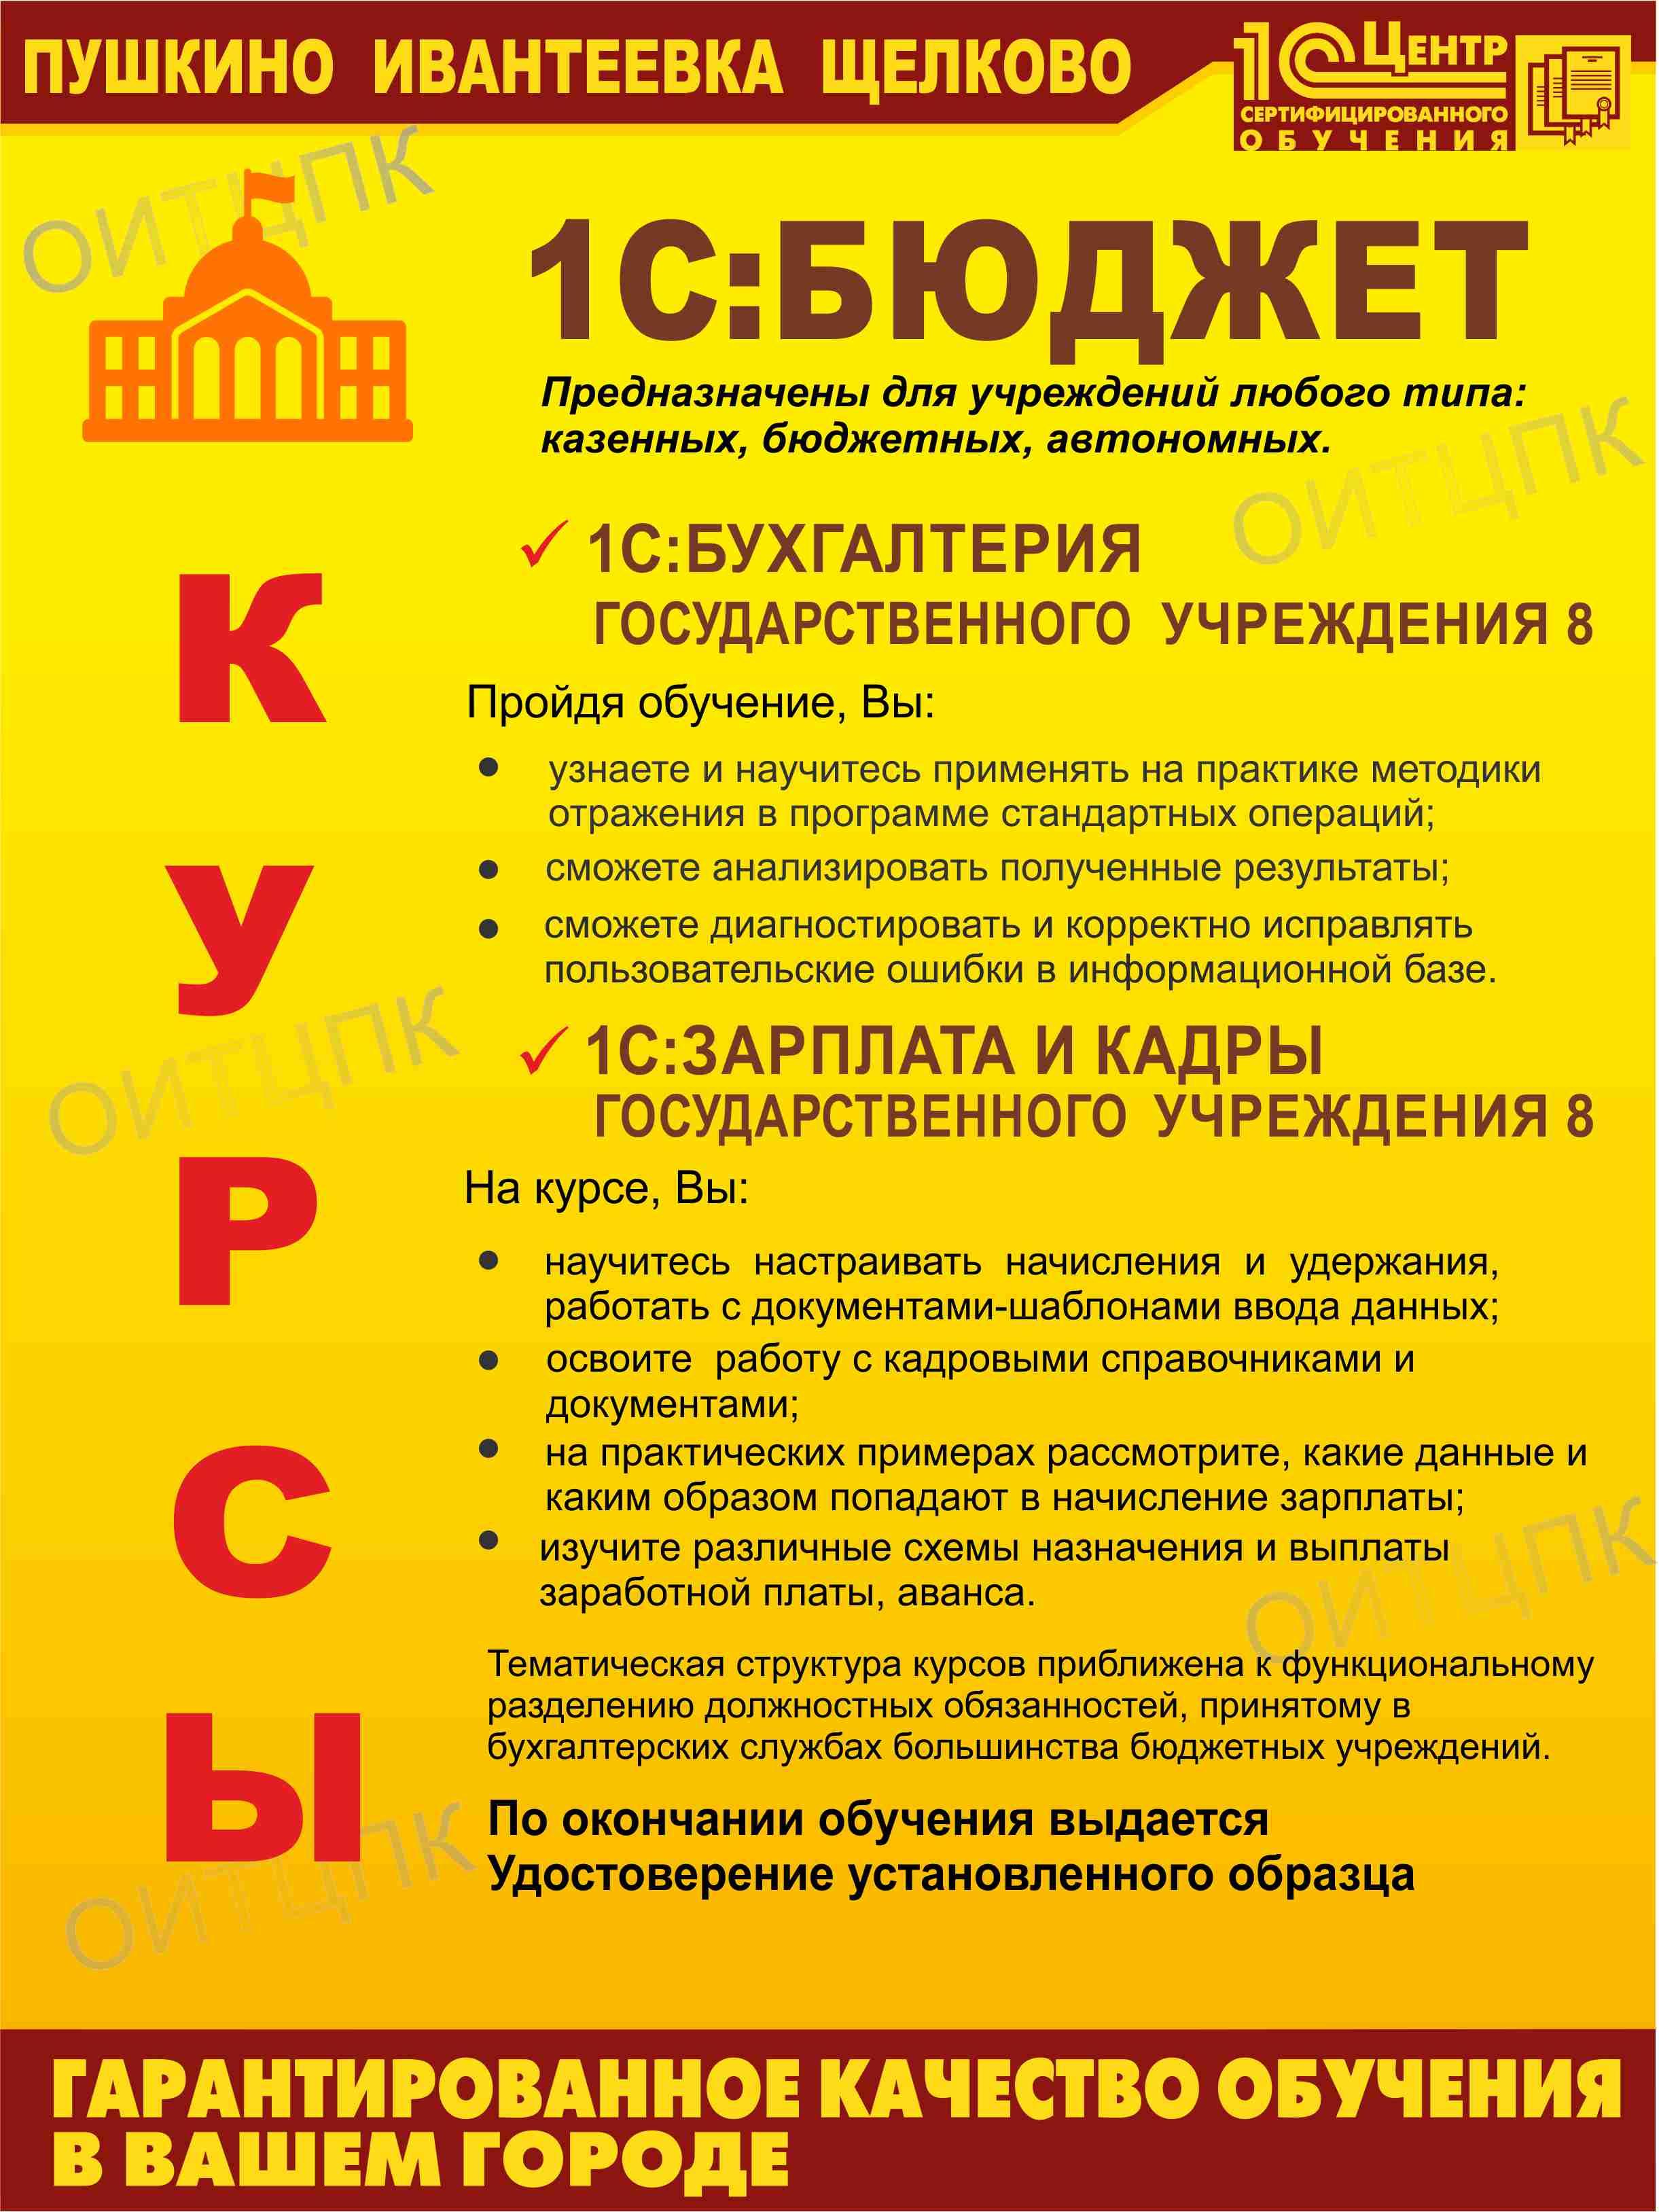 ПУШКИНО ИВАНТЕЕВКА ЩЕЛКОВО
1С ЦЕНТР
СЕРТИФИЦИРОВАННОГО
ОБУЧЕНИЯ
ОИТЦПК
1С:БЮДЖЕТ
Предназначены для учреждений любого типа:
казенных, бюджетных, автономных.
ОИТЦПК
КУРСЫ
1С:БУХГАЛТЕРИЯ
ГОСУДАРСТВЕННОГО УЧРЕЖДЕНИЯ 8
Пройдя обучение, Вы:
● узнаете и научитесь применять на практике методики
отражения в программе стандартных операций;
● сможете анализировать полученные результаты;
● сможете диагностировать и корректно исправлять
пользовательские ошибки в информационной базе.
ОИТЦПК
1С:ЗАРПЛАТА И КАДРЫ
ГОСУДАРСТВЕННОГО УЧРЕЖДЕНИЯ 8
На курсе, Вы:
● научитесь настраивать начисления и удержания,
работать с документами-шаблонами ввода данных;
● освоите работу с кадровыми справочниками и
документами;
● на практических примерах рассмотрите, какие данные и
каким образом попадают в начисление зарплаты;
● изучите различные схемы назначения и выплаты
заработной платы, аванса.
ОИТЦПК
Тематическая структура курсов приближена к функциональному
разделению должностных обязанностей, принятому в
бухгалтерских службах большинства бюджетных учреждений.
По окончании обучения выдается
Удостоверение установленного образца
ОИТЦПК
ГАРАНТИРОВАННОЕ КАЧЕСТВО ОБУЧЕНИЯ
В ВАШЕМ ГОРОДЕ